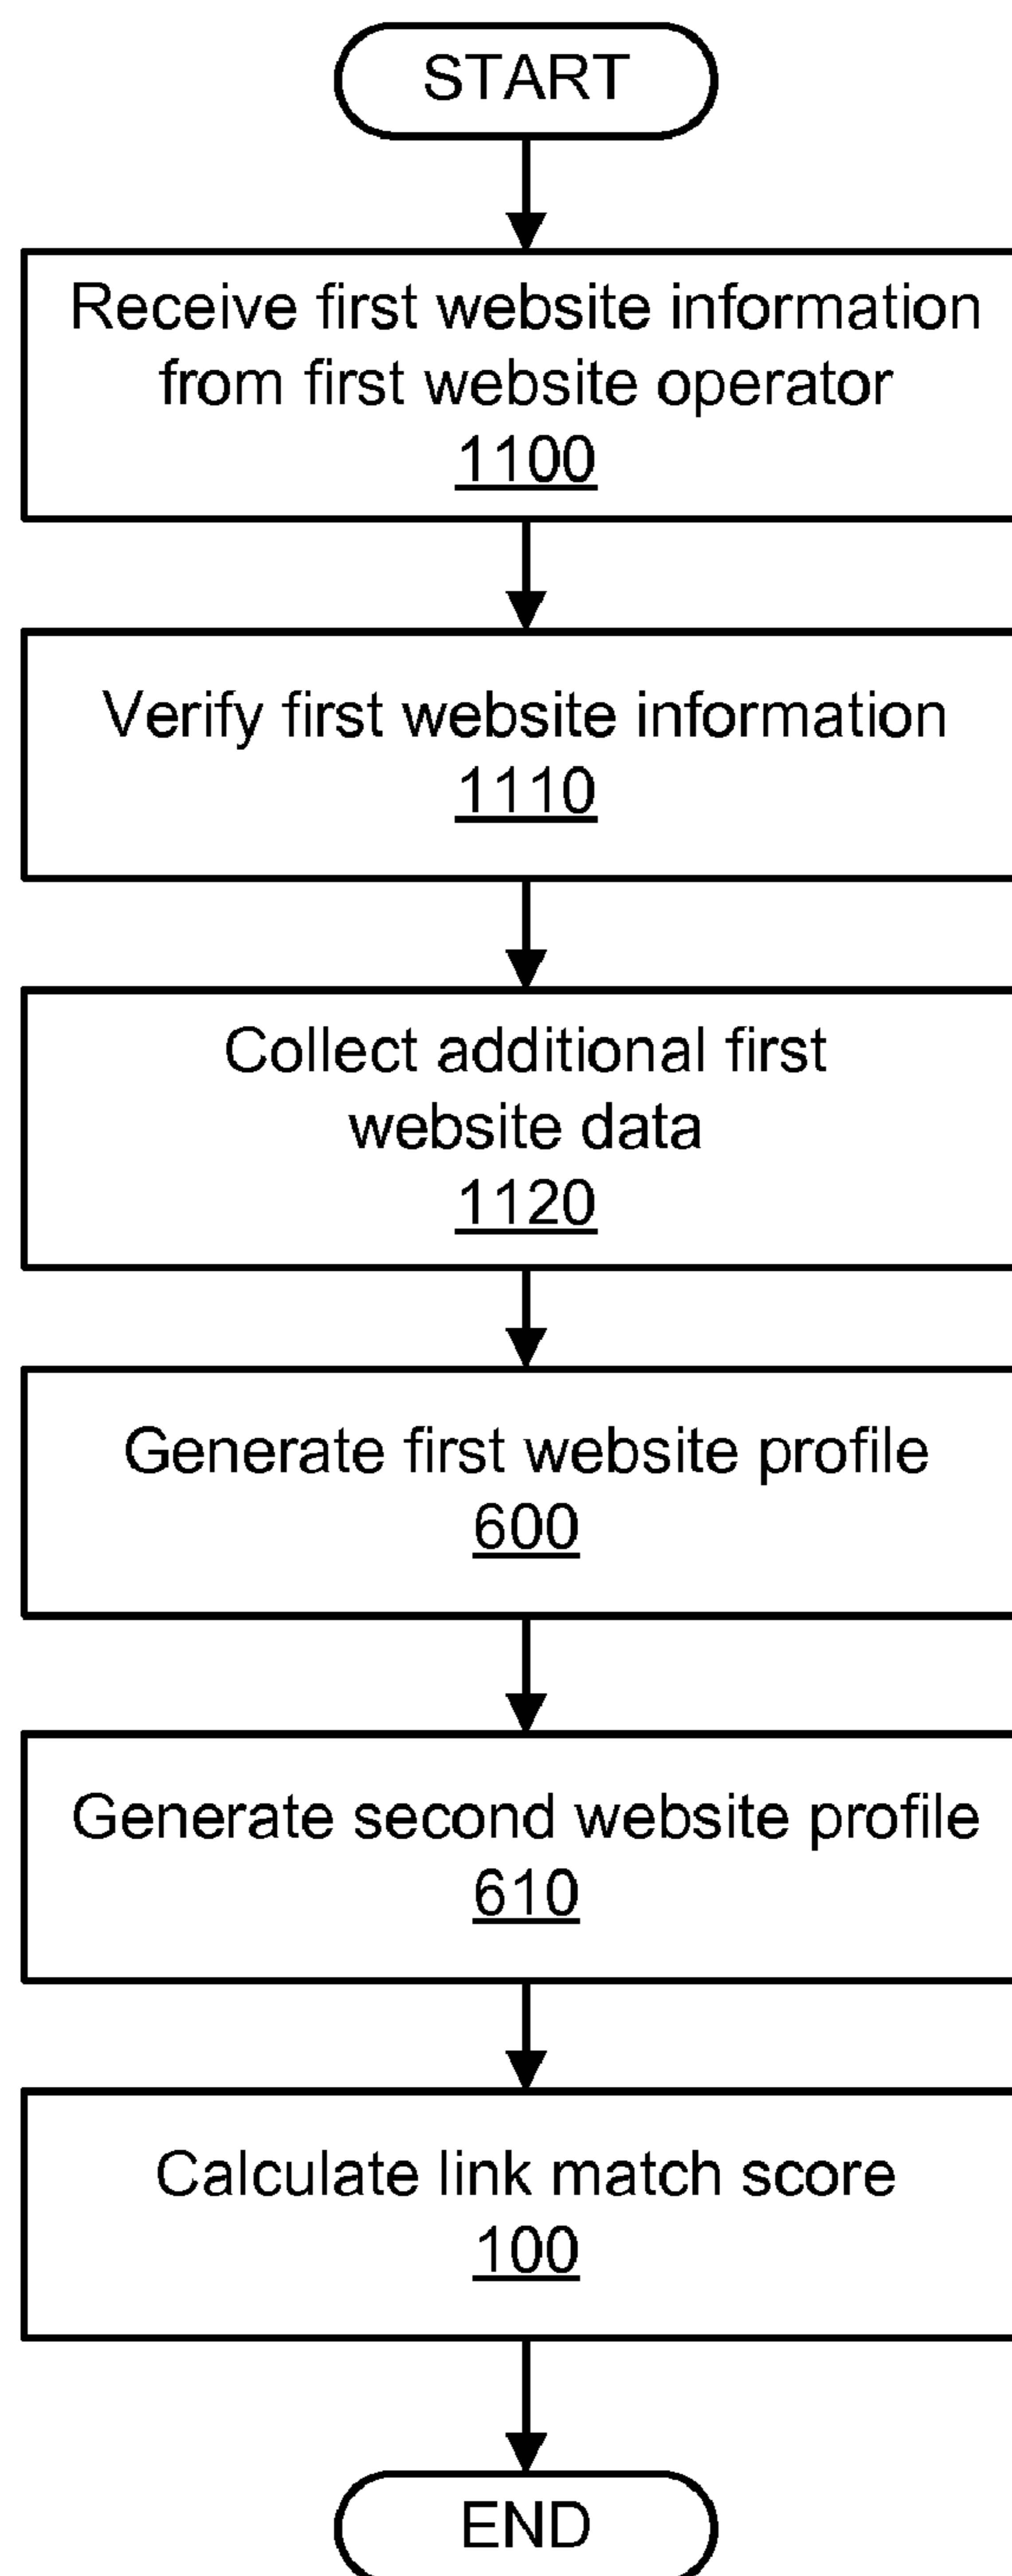 START
Receive first website information
from first website operator
1100
Verify first website information
1110
Collect additional first
website data
1120
Generate first website profile
600
Generate second website profile
610
Calculate link match score
100
END